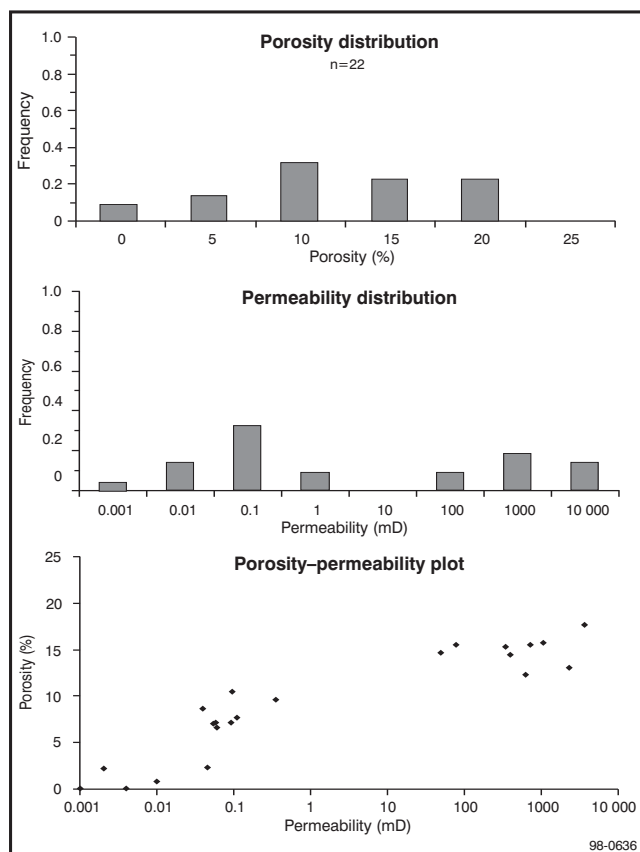 Porosity distribution
n=22
Frequency
1.0
0.8
0.6
0.4
0.2
0
0 5 10 15 20 25
Porosity (%)
Permeability distribution
Frequency
1.0
0.8
0.6
0.4
0.2
0
0.001 0.01 0.1 1 10 100 1000 10 000
Permeability (mD)
Porosity–permeability plot
Porosity (%)
25
20
15
10
5
0
0.001 0.01 0.1 1 10 100 1000 10 000
Permeability (mD)
98-0636